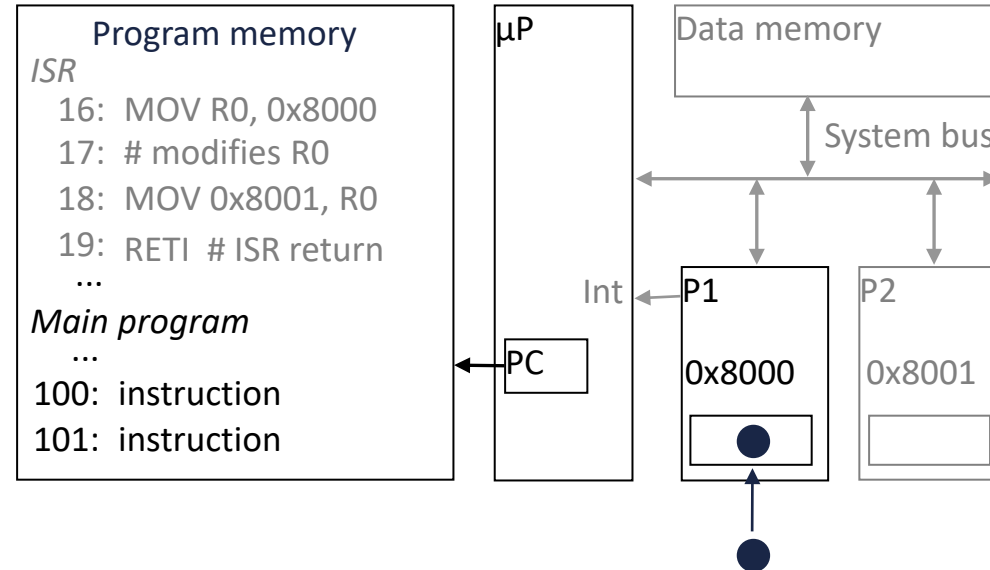 Program memory
ISR
16: MOV R0, 0x8000
17: # modifies R0
18: MOV 0x8001, R0
19: RETI # ISR return
...
Main program
...
100: instruction
101: instruction
µP
PC
Data memory
System bus
Int
P1
0x8000
P2
0x8001